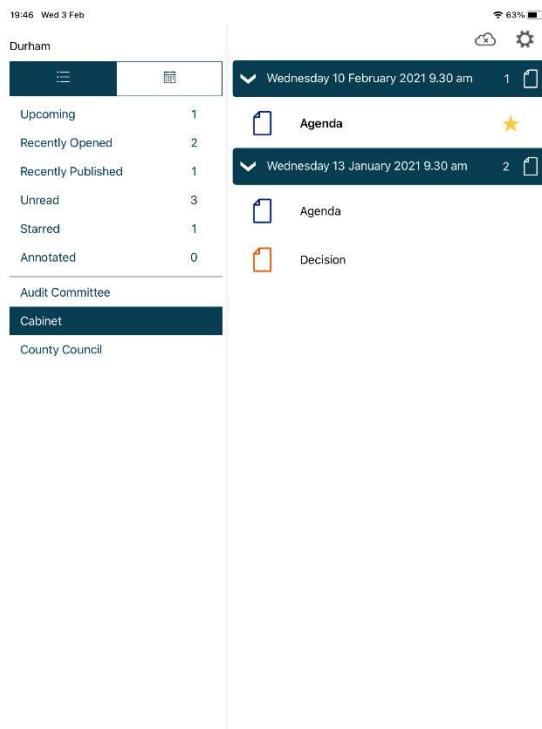 19:46 Wed 3 Feb
63%
Durham
Upcoming 1
Recently Opened 2
Recently Published 1
Unread 3
Starred 1
Annotated 0
Audit Committee
Cabinet
County Council
Wednesday 10 February 2021 9.30 am 1
Agenda
Wednesday 13 January 2021 9.30 am 2
Agenda
Decision